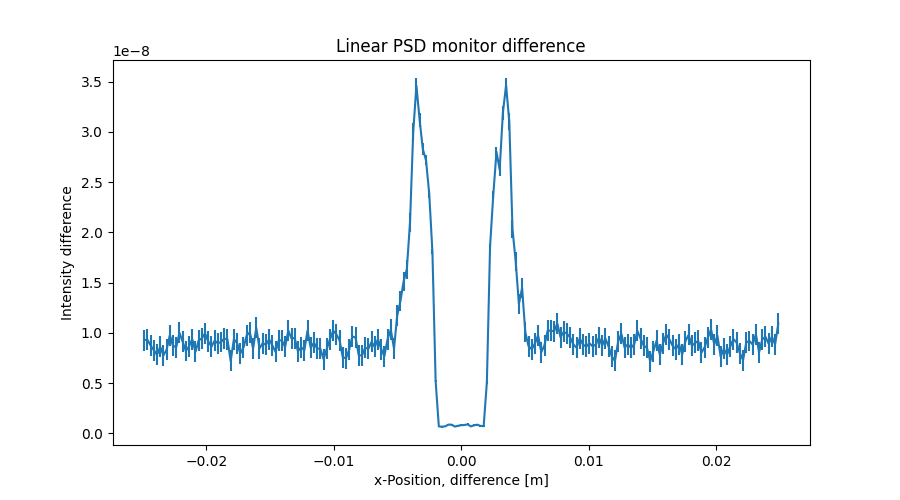 Linear PSD monitor difference
1e−8
3.5
3.0
2.5
2.0
1.5
1.0
0.5
0.0
Intensity difference
−0.02 −0.01 0.00 0.01 0.02
x-Position, difference [m]